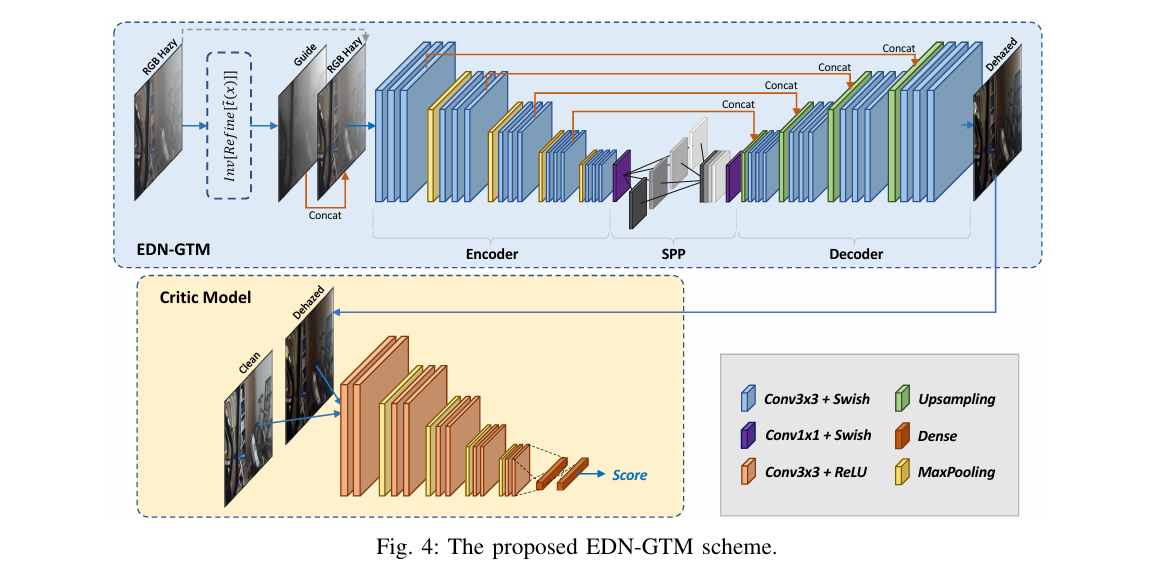 RGB Hazy
Inv[Refine[t̃(x)]]
Guide
RGB Hazy
Concat
Concat
Concat
Concat
Concat
Dehazed
EDN-GTM
Encoder
SPP
Decoder
Critic Model
Clean
Dehazed
Score
Conv3x3 + Swish
Upsampling
Conv1x1 + Swish
Dense
Conv3x3 + ReLU
MaxPooling
Fig. 4: The proposed EDN-GTM scheme.